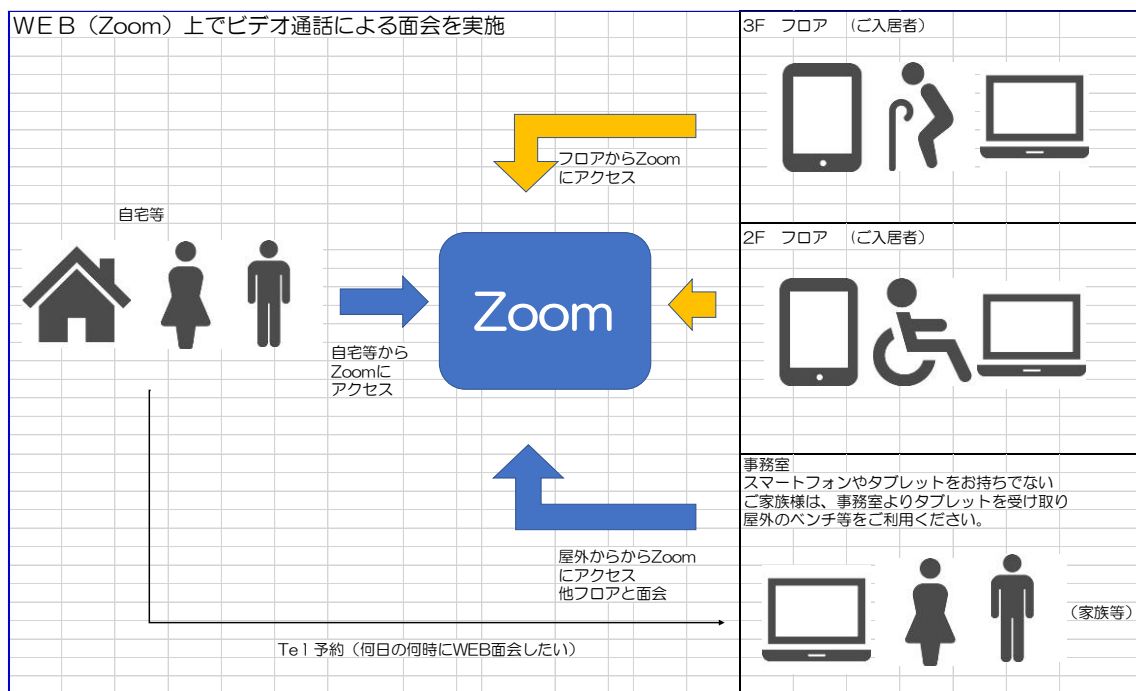 WEB（Zoom）上でビデオ通話による面会を実施
3F　フロア　（ご入居者）
フロアからZoom
にアクセス
自宅等
2F　フロア　（ご入居者）
Zoom
自宅等から
Zoomに
アクセス
事務室
スマートフォンやタブレットをお持ちでない
ご家族様は、事務室よりタブレットを受け取り
屋外のベンチ等をご利用ください。
屋外からからZoom
にアクセス
他フロアと面会
（家族等）
Te１予約（何日の何時にWEB面会したい）